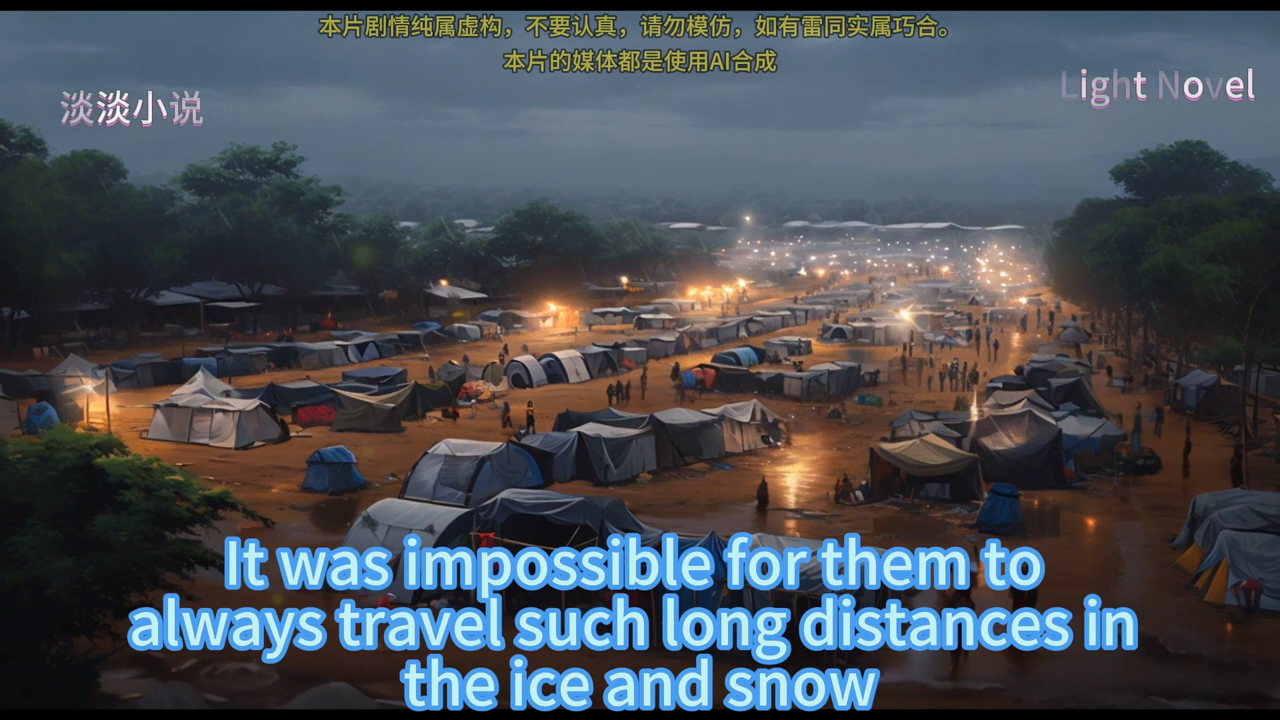 本片剧情纯属虚构，不要认真，请勿模仿，如有雷同实属巧合。
本片的媒体都是使用AI合成
淡淡小说
Light Novel
It was impossible for them to
always travel such long distances in
the ice and snow